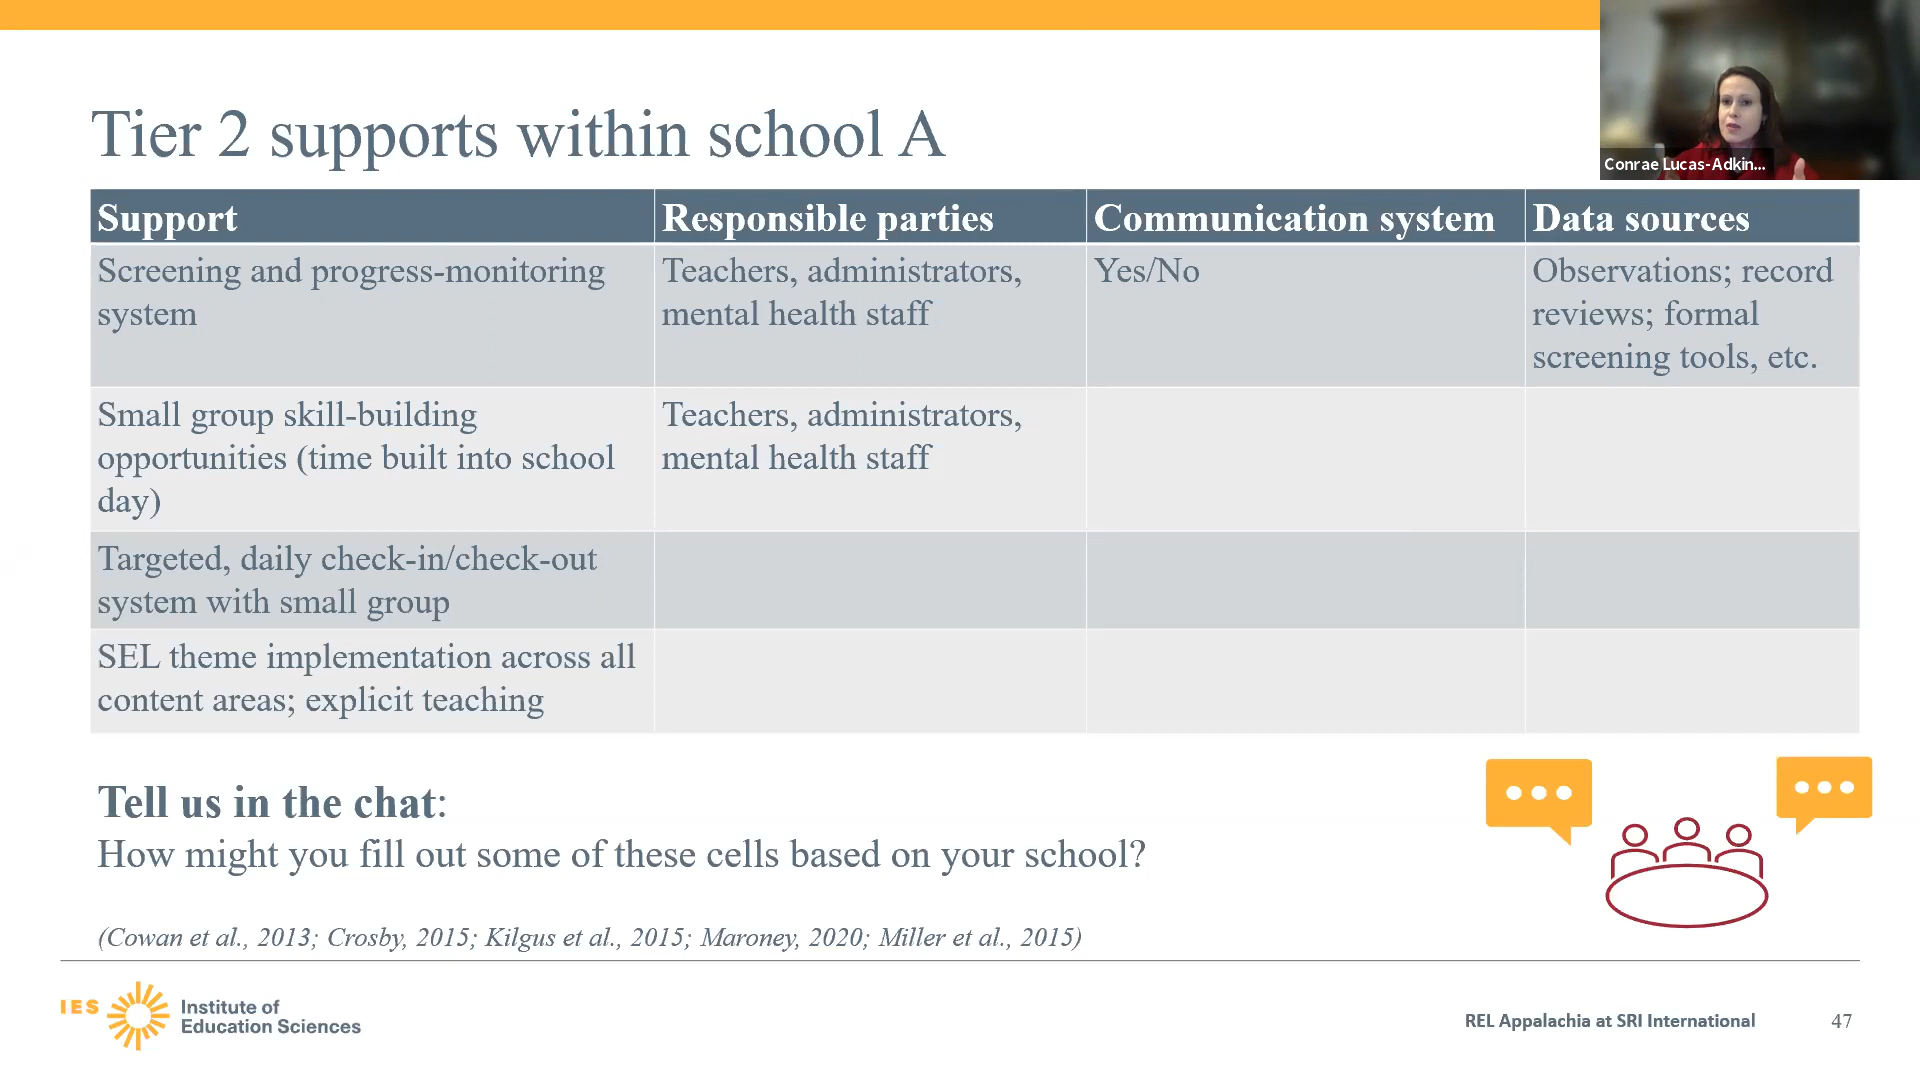 Conrae Lucas-Adkin...
Tier 2 supports within school A
Support
Responsible parties
Communication system
Data sources
Screening and progress-monitoring
system
Teachers, administrators,
mental health staff
Yes/No
Observations; record
reviews; formal
screening tools, etc.
Small group skill-building
opportunities (time built into school
day)
Teachers, administrators,
mental health staff
Targeted, daily check-in/check-out
system with small group
SEL theme implementation across all
content areas; explicit teaching
Tell us in the chat:
How might you fill out some of these cells based on your school?
(Cowan et al., 2013; Crosby, 2015; Kilgus et al., 2015; Maroney, 2020; Miller et al., 2015)
IES
Institute of
Education Sciences
REL Appalachia at SRI International
47